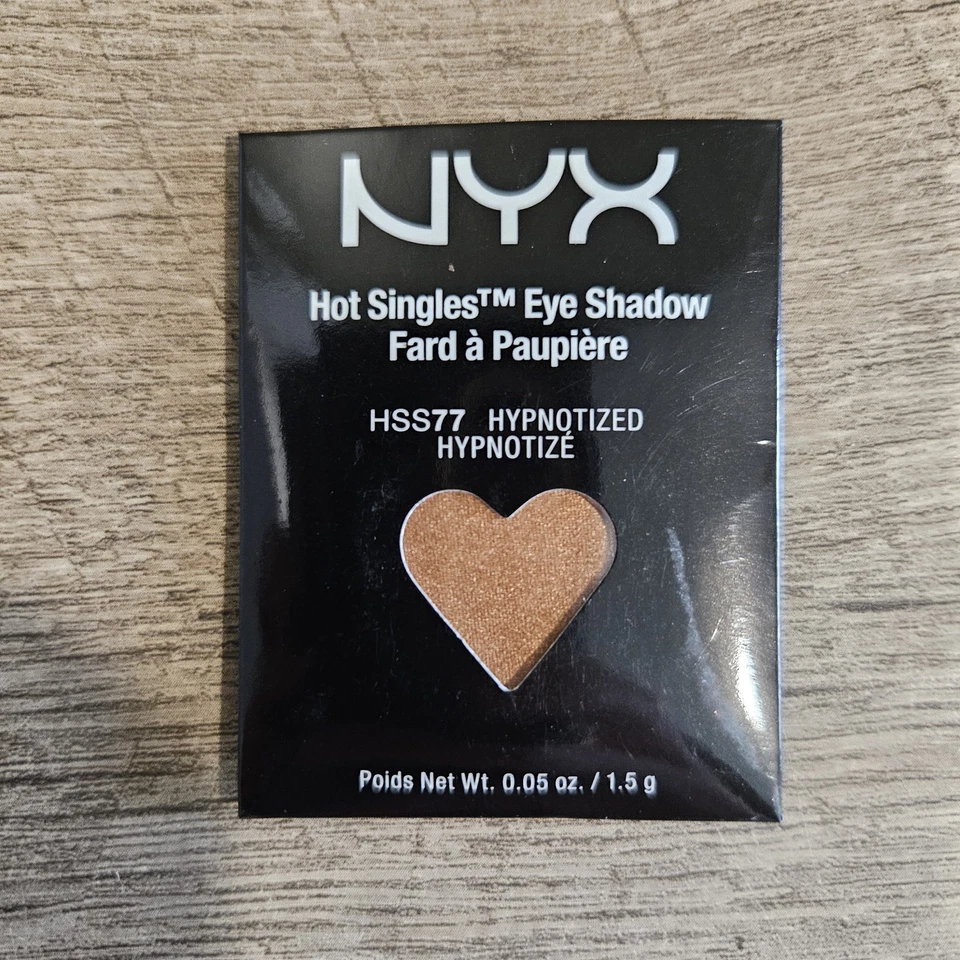 NYX
Hot Singles™ Eye Shadow
Fard à Paupière
HSS77 HYPNOTIZED
HYPNOTIZÉ
Poids Net Wt. 0.05 oz. / 1.5 g